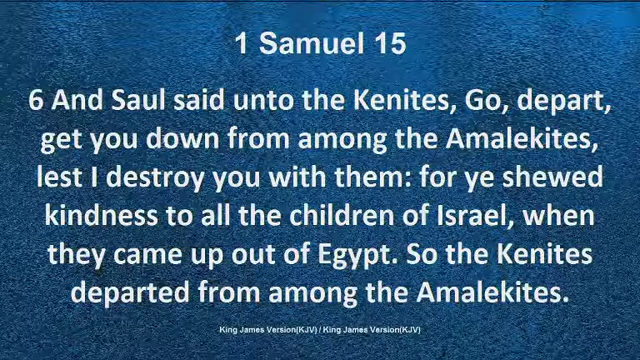 1 Samuel 15
6 And Saul said unto the Kenites, Go, depart,
get you down from among the Amalekites,
lest I destroy you with them: for ye shewed
kindness to all the children of Israel, when
they came up out of Egypt. So the Kenites
departed from among the Amalekites.
King James Version(KJV) / King James Version(KJV)